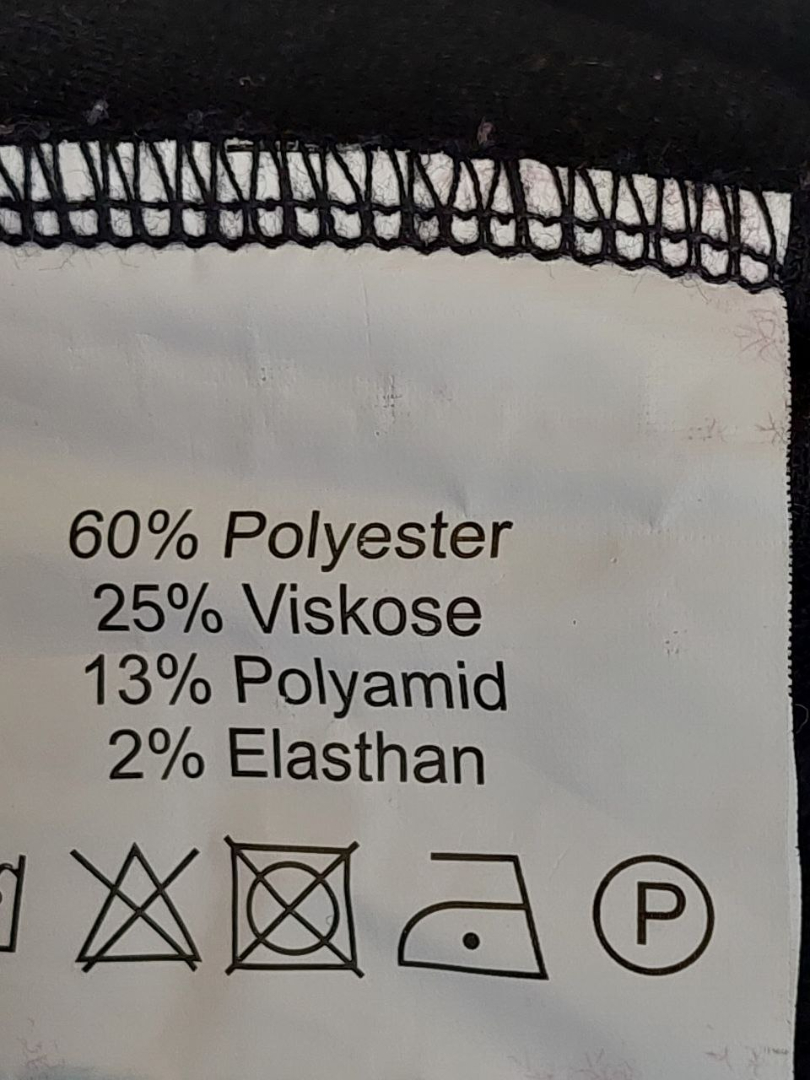 60% Polyester
25% Viskose
13% Polyamid
2% Elasthan
P